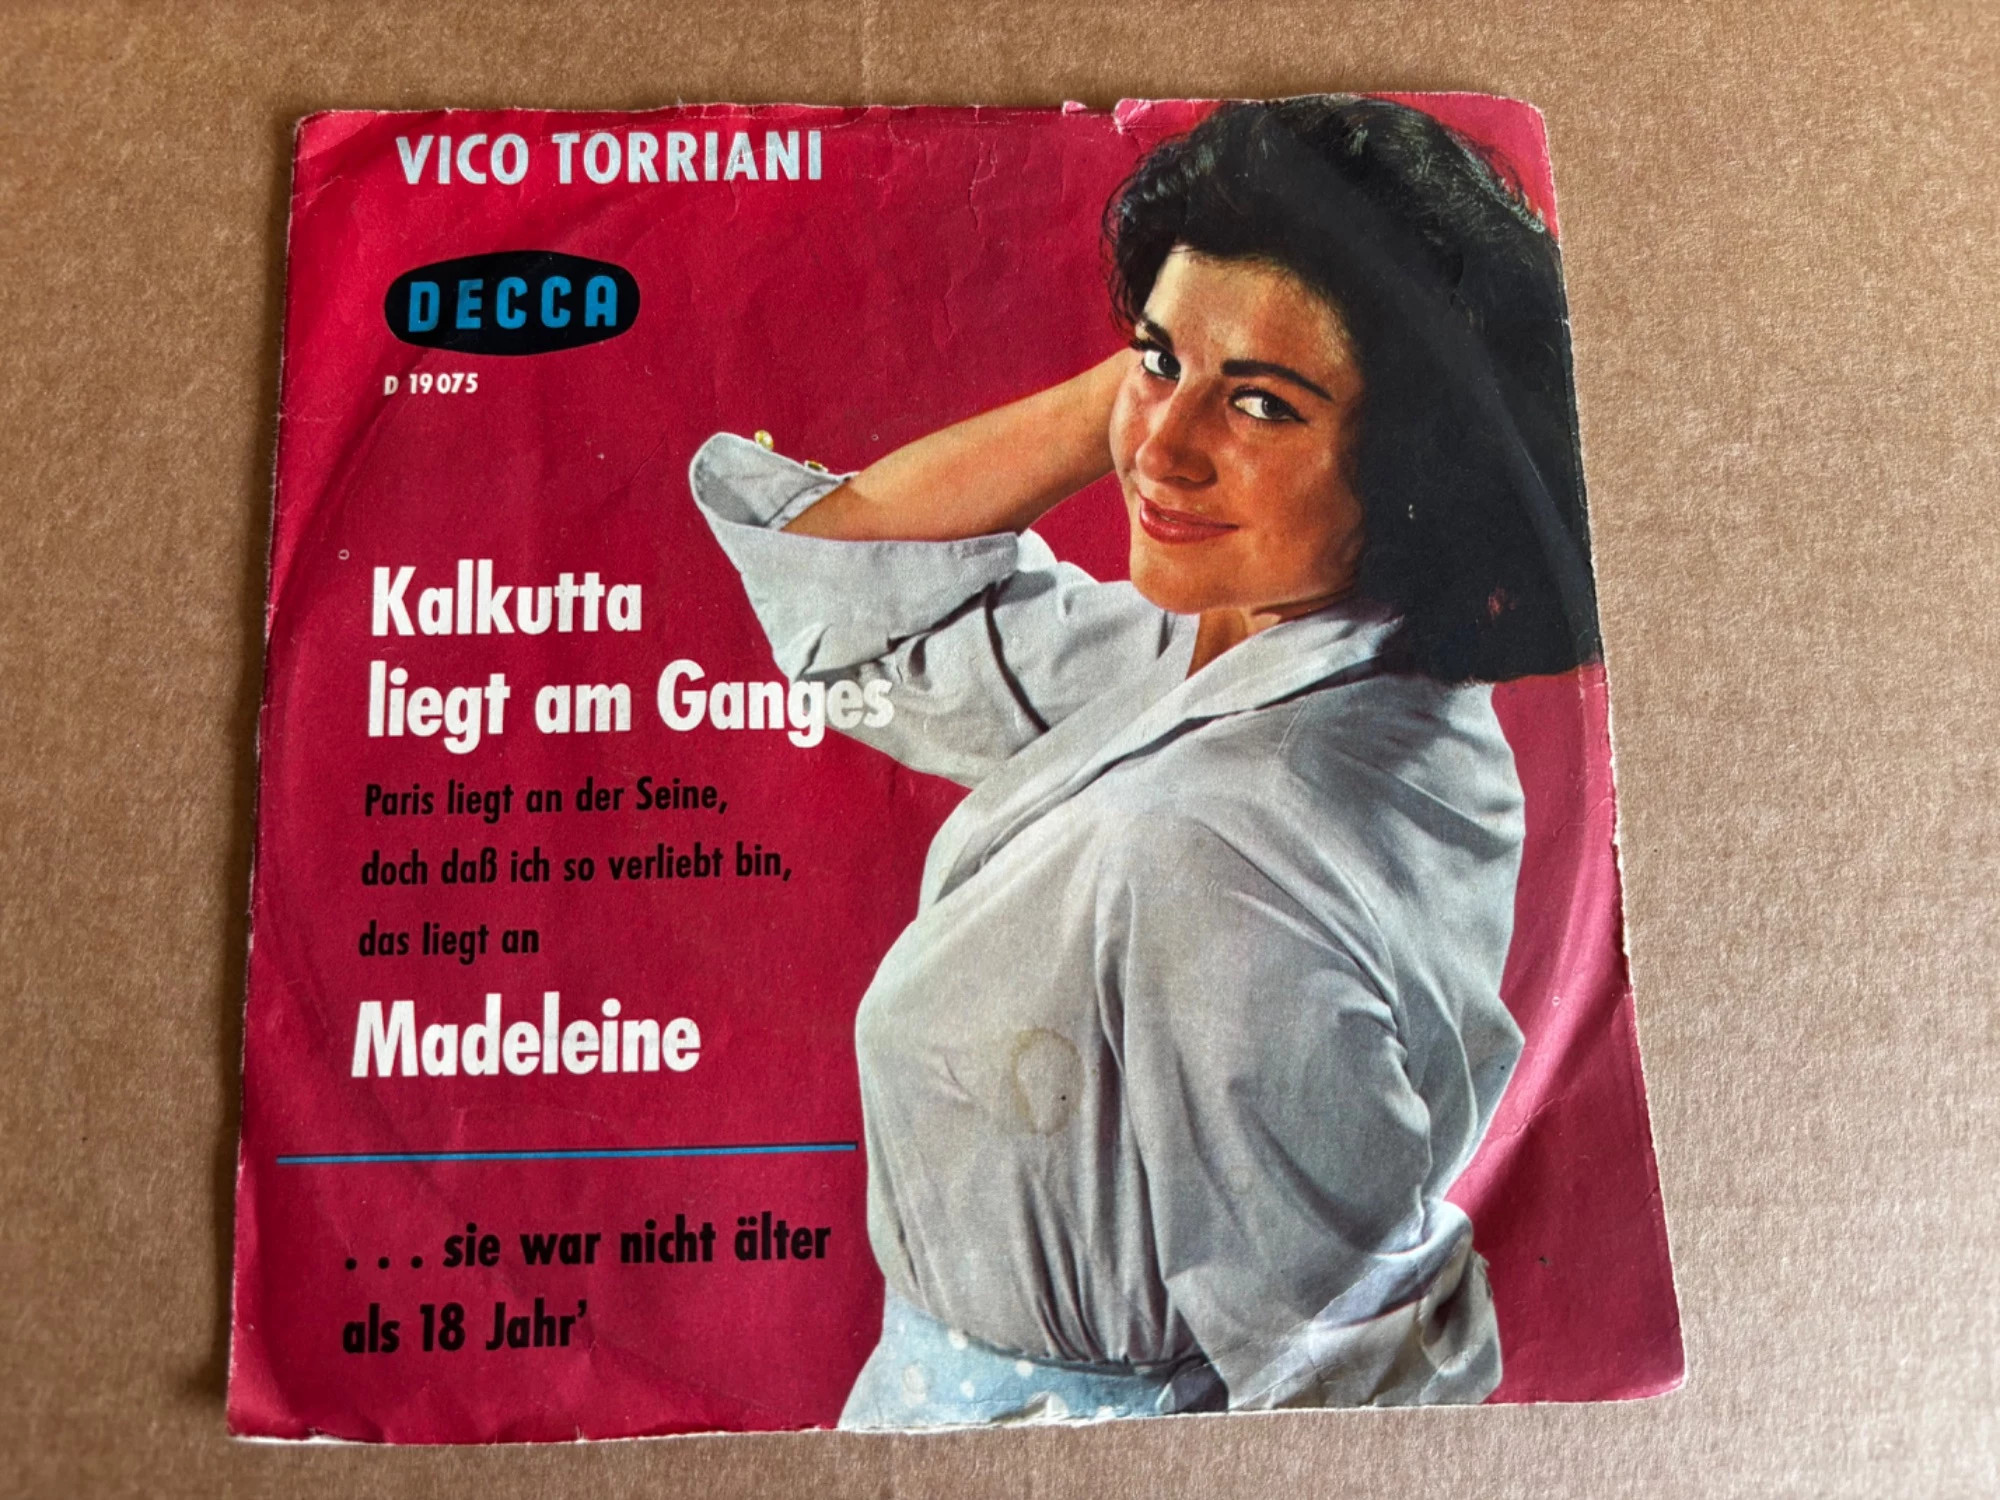 VICO TORRIANI
DECCA
D 19075
Kalkutta
liegt am Ganges
Paris liegt an der Seine,
doch daß ich so verliebt bin,
das liegt an
Madeleine
. . . sie war nicht älter
als 18 Jahr’